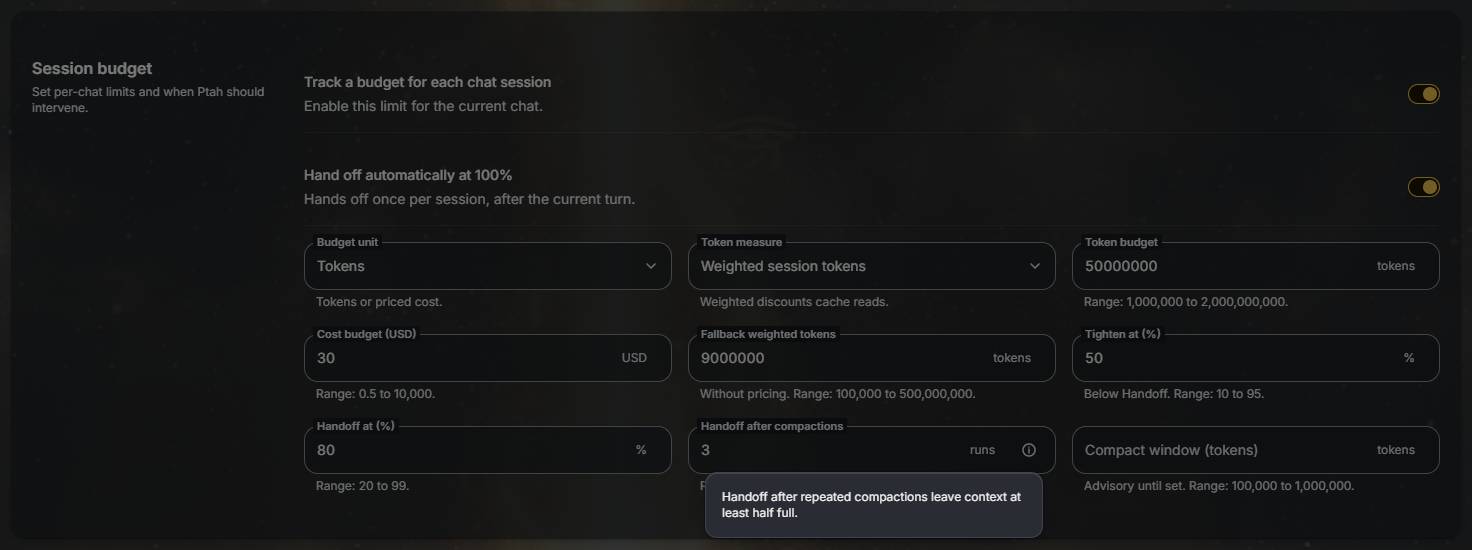 Session budget
Set per-chat limits and when Ptah should
intervene.
Track a budget for each chat session
Enable this limit for the current chat.
Hand off automatically at 100%
Hands off once per session, after the current turn.
Budget unit
Tokens
Tokens or priced cost.
Token measure
Weighted session tokens
Weighted discounts cache reads.
Token budget
50000000 tokens
Range: 1,000,000 to 2,000,000,000.
Cost budget (USD)
30 USD
Range: 0.5 to 10,000.
Fallback weighted tokens
9000000 tokens
Without pricing. Range: 100,000 to 500,000,000.
Tighten at (%)
50 %
Below Handoff. Range: 10 to 95.
Handoff at (%)
80 %
Range: 20 to 99.
Handoff after compactions
3 runs
Handoff after repeated compactions leave context at
least half full.
Compact window (tokens) tokens
Advisory until set. Range: 100,000 to 1,000,000.